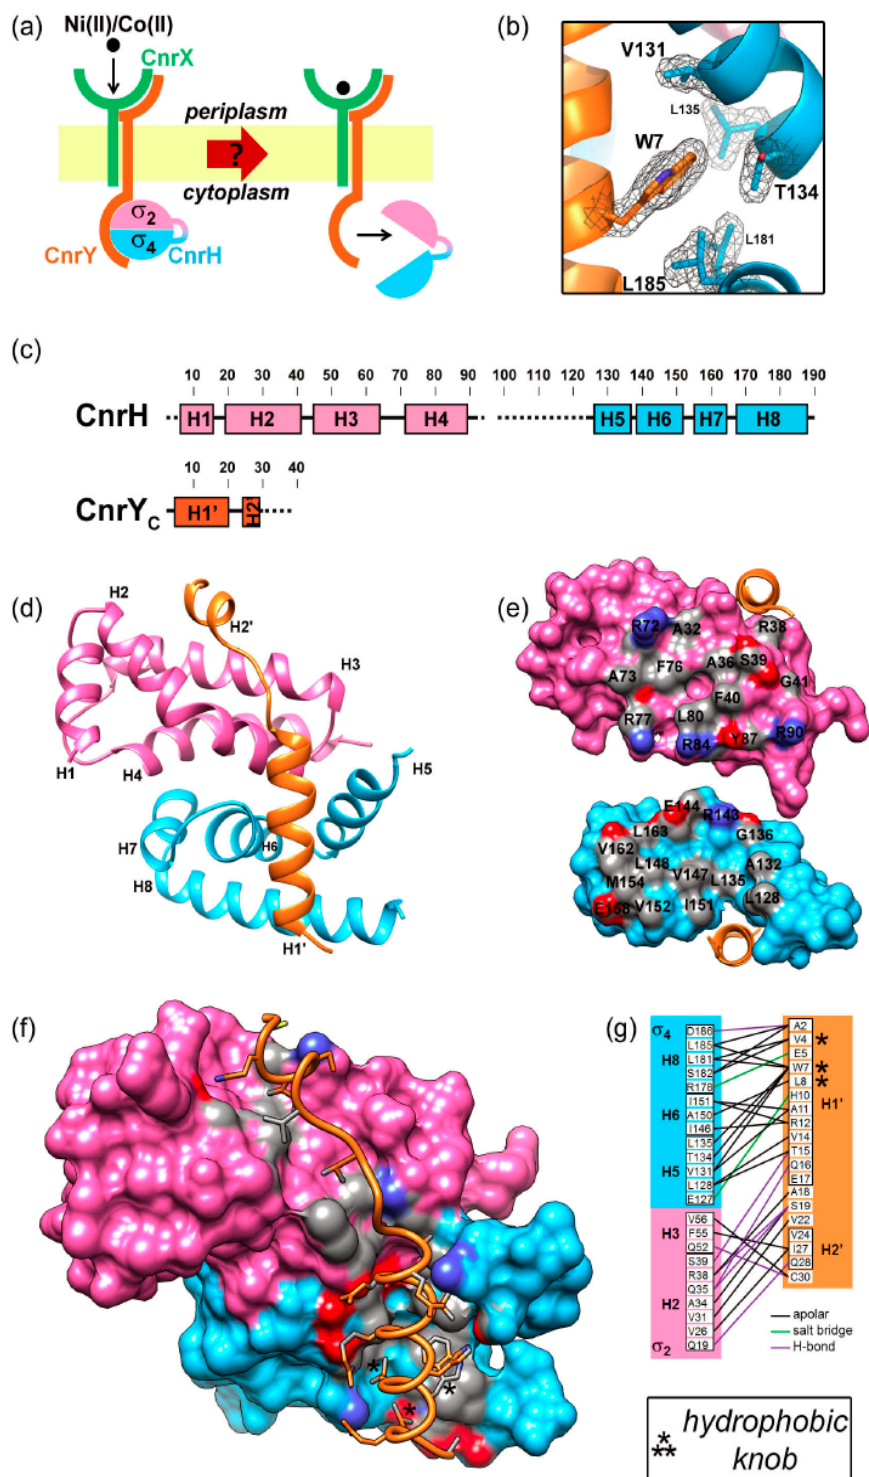 (a)
Ni(II)/Co(II)
CnrX
periplasm
?
cytoplasm
σ2
σ4
CnrY
CnrH
(b)
V131
L135
W7
T134
L181
L185
(c)
10 20 30 40 50 60 70 80 90 100 110 120 130 140 150 160 170 180 190
CnrH H1 H2 H3 H4 H5 H6 H7 H8
10 20 30 40
CnrYC H1' H2'
(d)
H2
H2'
H3
H1
H4
H5
H7
H6
H8
H1'
(e)
R72
A32
R38
A73
F76
A36
S39
G41
F40
R77
L80
R84
Y87
R90
E144
R143
L163
G136
V162
L148
A132
V147
M154
L135
L128
E158
V152
I151
(f)
*
*
*
(g)
σ4
H8
H6
H5
H3
H2
σ2
D186
L185
L181
S182
R178
I151
A150
I146
L135
T134
V131
L128
E127
V56
F55
Q52
S39
R38
Q35
A34
V31
V26
Q19
A2
V4 *
E5
W7 *
L8 *
H10
A11
R12
V14
T15
Q16
E17
A18
S19
V22
V24
I27
Q28
C30
H1'
H2'
apolar
salt bridge
H-bond
*** hydrophobic
knob